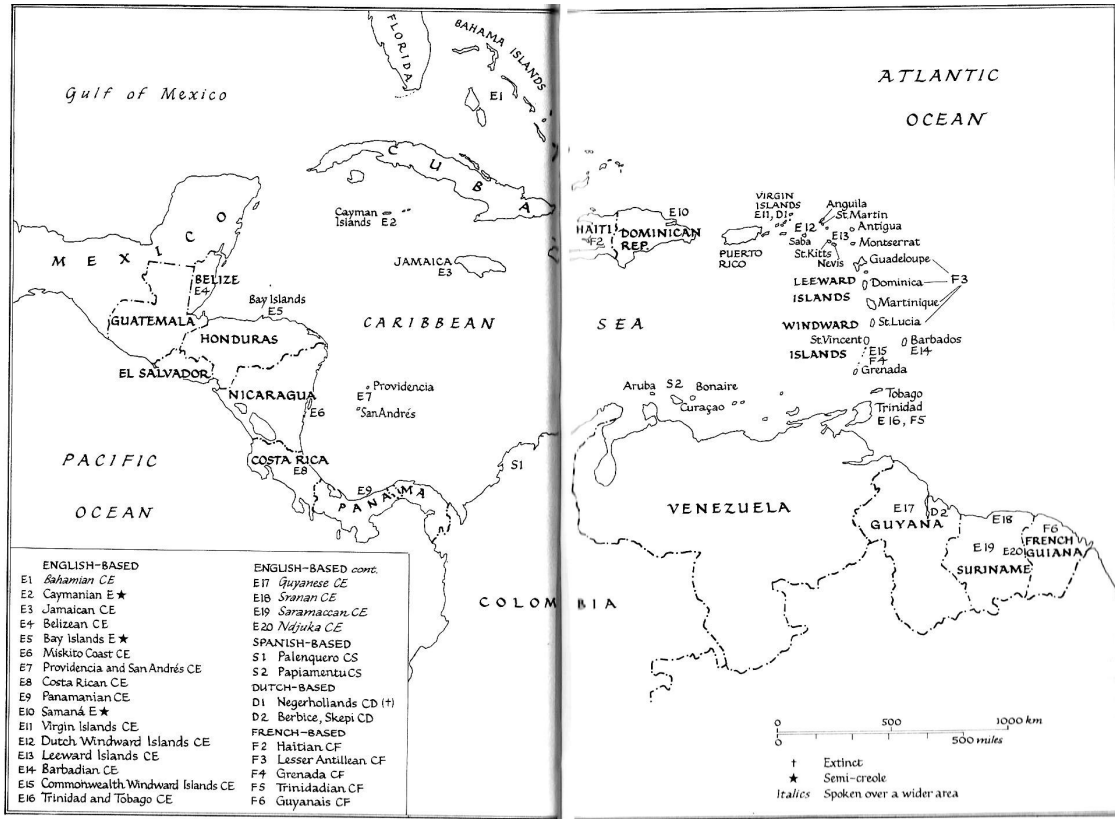 FLORIDA
BAHAMA ISLANDS
E1
Gulf of Mexico
CUBA
Cayman
Islands E2
JAMAICA
E3
MEXICO
BELIZE
E4
Bay Islands
E5
GUATEMALA
HONDURAS
EL SALVADOR
NICARAGUA
E6
Providencia
E7
San Andrés
CARIBBEAN
COSTA RICA
E8
E9
PANAMA
S1
PACIFIC
OCEAN
COLOMBIA
ATLANTIC
OCEAN
HAITI
F2
DOMINICAN
REP.
E10
PUERTO
RICO
VIRGIN
ISLANDS
E11, D1
E12
Saba
Anguila
St.Martin
E13
St.Kitts
Nevis
Antigua
Montserrat
Guadeloupe
LEEWARD
ISLANDS
Dominica
F3
Martinique
WINDWARD
ISLANDS
St.Lucia
St.Vincent
E15
F4
Barbados
E14
Grenada
SEA
Aruba
S2
Bonaire
Curaçao
Tobago
Trinidad
E16, F5
VENEZUELA
E17
GUYANA
D2
E18
E19
E20
SURINAME
F6
FRENCH
GUIANA
ENGLISH-BASED
E1 Bahamian CE
E2 Caymanian E★
E3 Jamaican CE
E4 Belizean CE
E5 Bay Islands E★
E6 Miskito Coast CE
E7 Providencia and San Andrés CE
E8 Costa Rican CE
E9 Panamanian CE
E10 Samaná E★
E11 Virgin Islands CE
E12 Dutch Windward Islands CE
E13 Leeward Islands CE
E14 Barbadian CE
E15 Commonwealth Windward Islands CE
E16 Trinidad and Tobago CE
ENGLISH-BASED cont.
E17 Guyanese CE
E18 Sranan CE
E19 Saramaccan CE
E20 Ndjuka CE
SPANISH-BASED
S1 Palenquero CS
S2 Papiamentu CS
DUTCH-BASED
D1 Negerhollands CD (†)
D2 Berbice, Skepi CD
FRENCH-BASED
F2 Haitian CF
F3 Lesser Antillean CF
F4 Grenada CF
F5 Trinidadian CF
F6 Guyanais CF
0 500 1000 km
0 500 miles
† Extinct
★ Semi-creole
Italics Spoken over a wider area